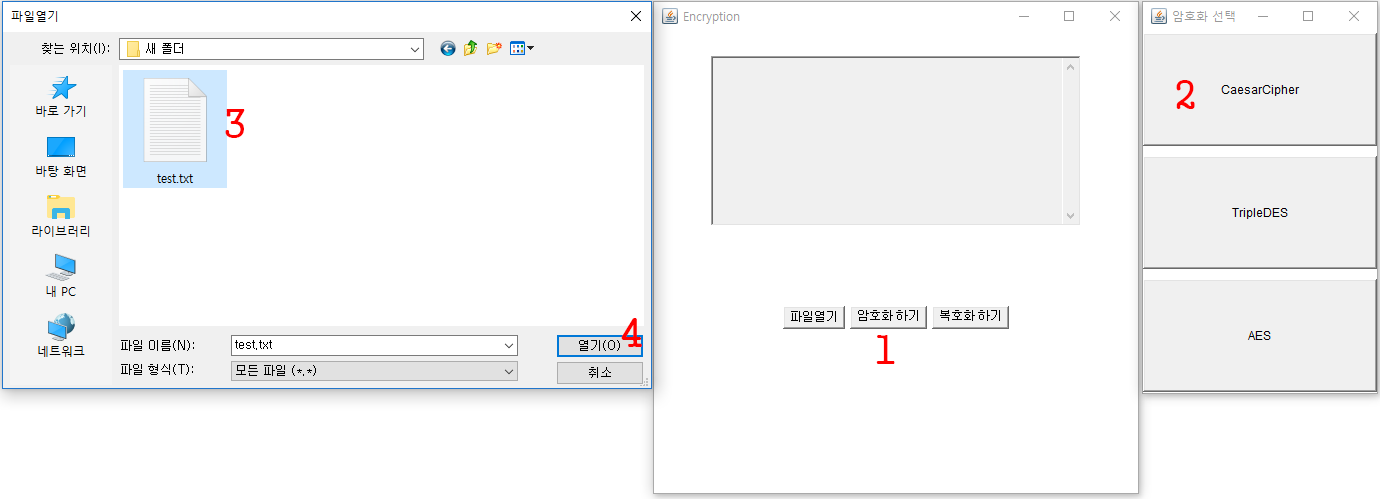 파일열기
찾는 위치(I):
새 폴더
바로 가기
바탕 화면
라이브러리
내 PC
네트워크
test.txt
3
파일 이름(N):
test.txt
열기(O)
4
파일 형식(T):
모든 파일 (*.*)
취소
Encryption
파일열기
암호화하기
복호화하기
1
암호화 선택
2
CaesarCipher
TripleDES
AES